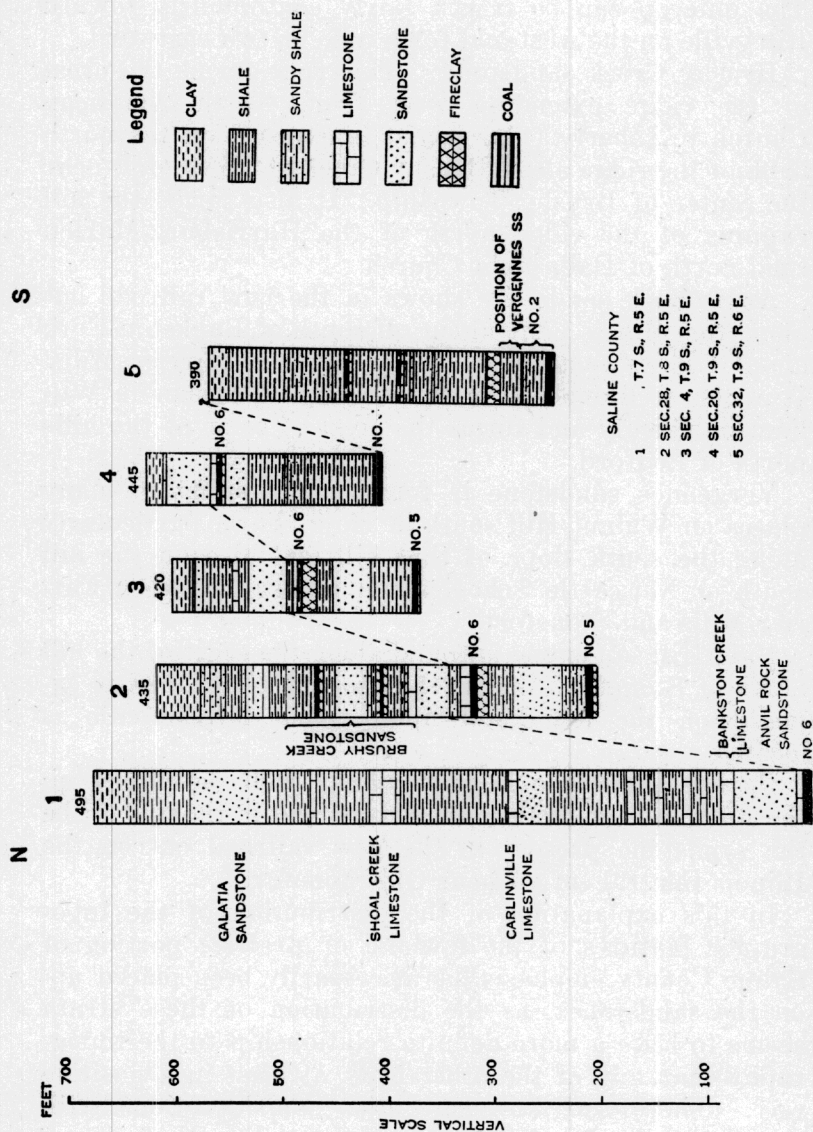 N
S
1
495
2
435
3
420
4
445
5
390
Legend
CLAY
SHALE
SANDY SHALE
LIMESTONE
SANDSTONE
FIRECLAY
COAL
FEET
700
600
500
400
300
200
100
VERTICAL SCALE
GALATIA
SANDSTONE
SHOAL CREEK
LIMESTONE
CARLINVILLE
LIMESTONE
BANKSTON CREEK
LIMESTONE
ANVIL ROCK
SANDSTONE
NO. 6
BRUSHY CREEK
SANDSTONE
NO. 6
NO. 5
NO. 6
NO. 5
NO. 6
NO.
POSITION OF
VERGENNES SS
NO. 2
SALINE COUNTY
1 , T.7 S., R.5 E.
2 SEC.28, T.8 S., R.5 E.
3 SEC. 4, T.9 S., R.5 E.
4 SEC.20, T.9 S., R.5 E.
5 SEC.32, T.9 S., R.6 E.